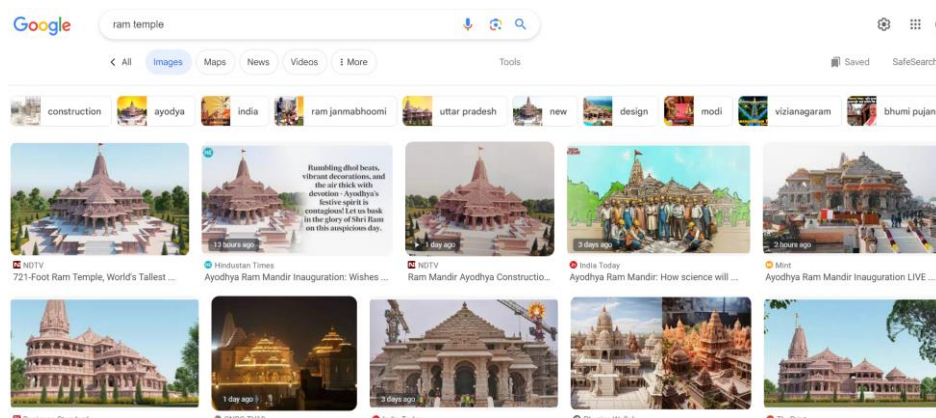 Google
ram temple
All Images Maps News Videos More Tools Saved SafeSearch
construction ayodya india ram janmabhoomi uttar pradesh new design modi vizianagaram bhumi pujan
Rumbling dhol beats,
vibrant decorations, and
the air thick with
devotion - Ayodhya's
festive spirit is
contagious! Let us bask
in the glory of Shri Ram
on this auspicious day.
13 hours ago
1 day ago
3 days ago
2 hours ago
NDTV
721-Foot Ram Temple, World's Tallest ...
Hindustan Times
Ayodhya Ram Mandir Inauguration: Wishes ...
NDTV
Ram Mandir Ayodhya Constructio...
India Today
Ayodhya Ram Mandir: How science will ...
Mint
Ayodhya Ram Mandir Inauguration LIVE ...
1 day ago
3 days ago